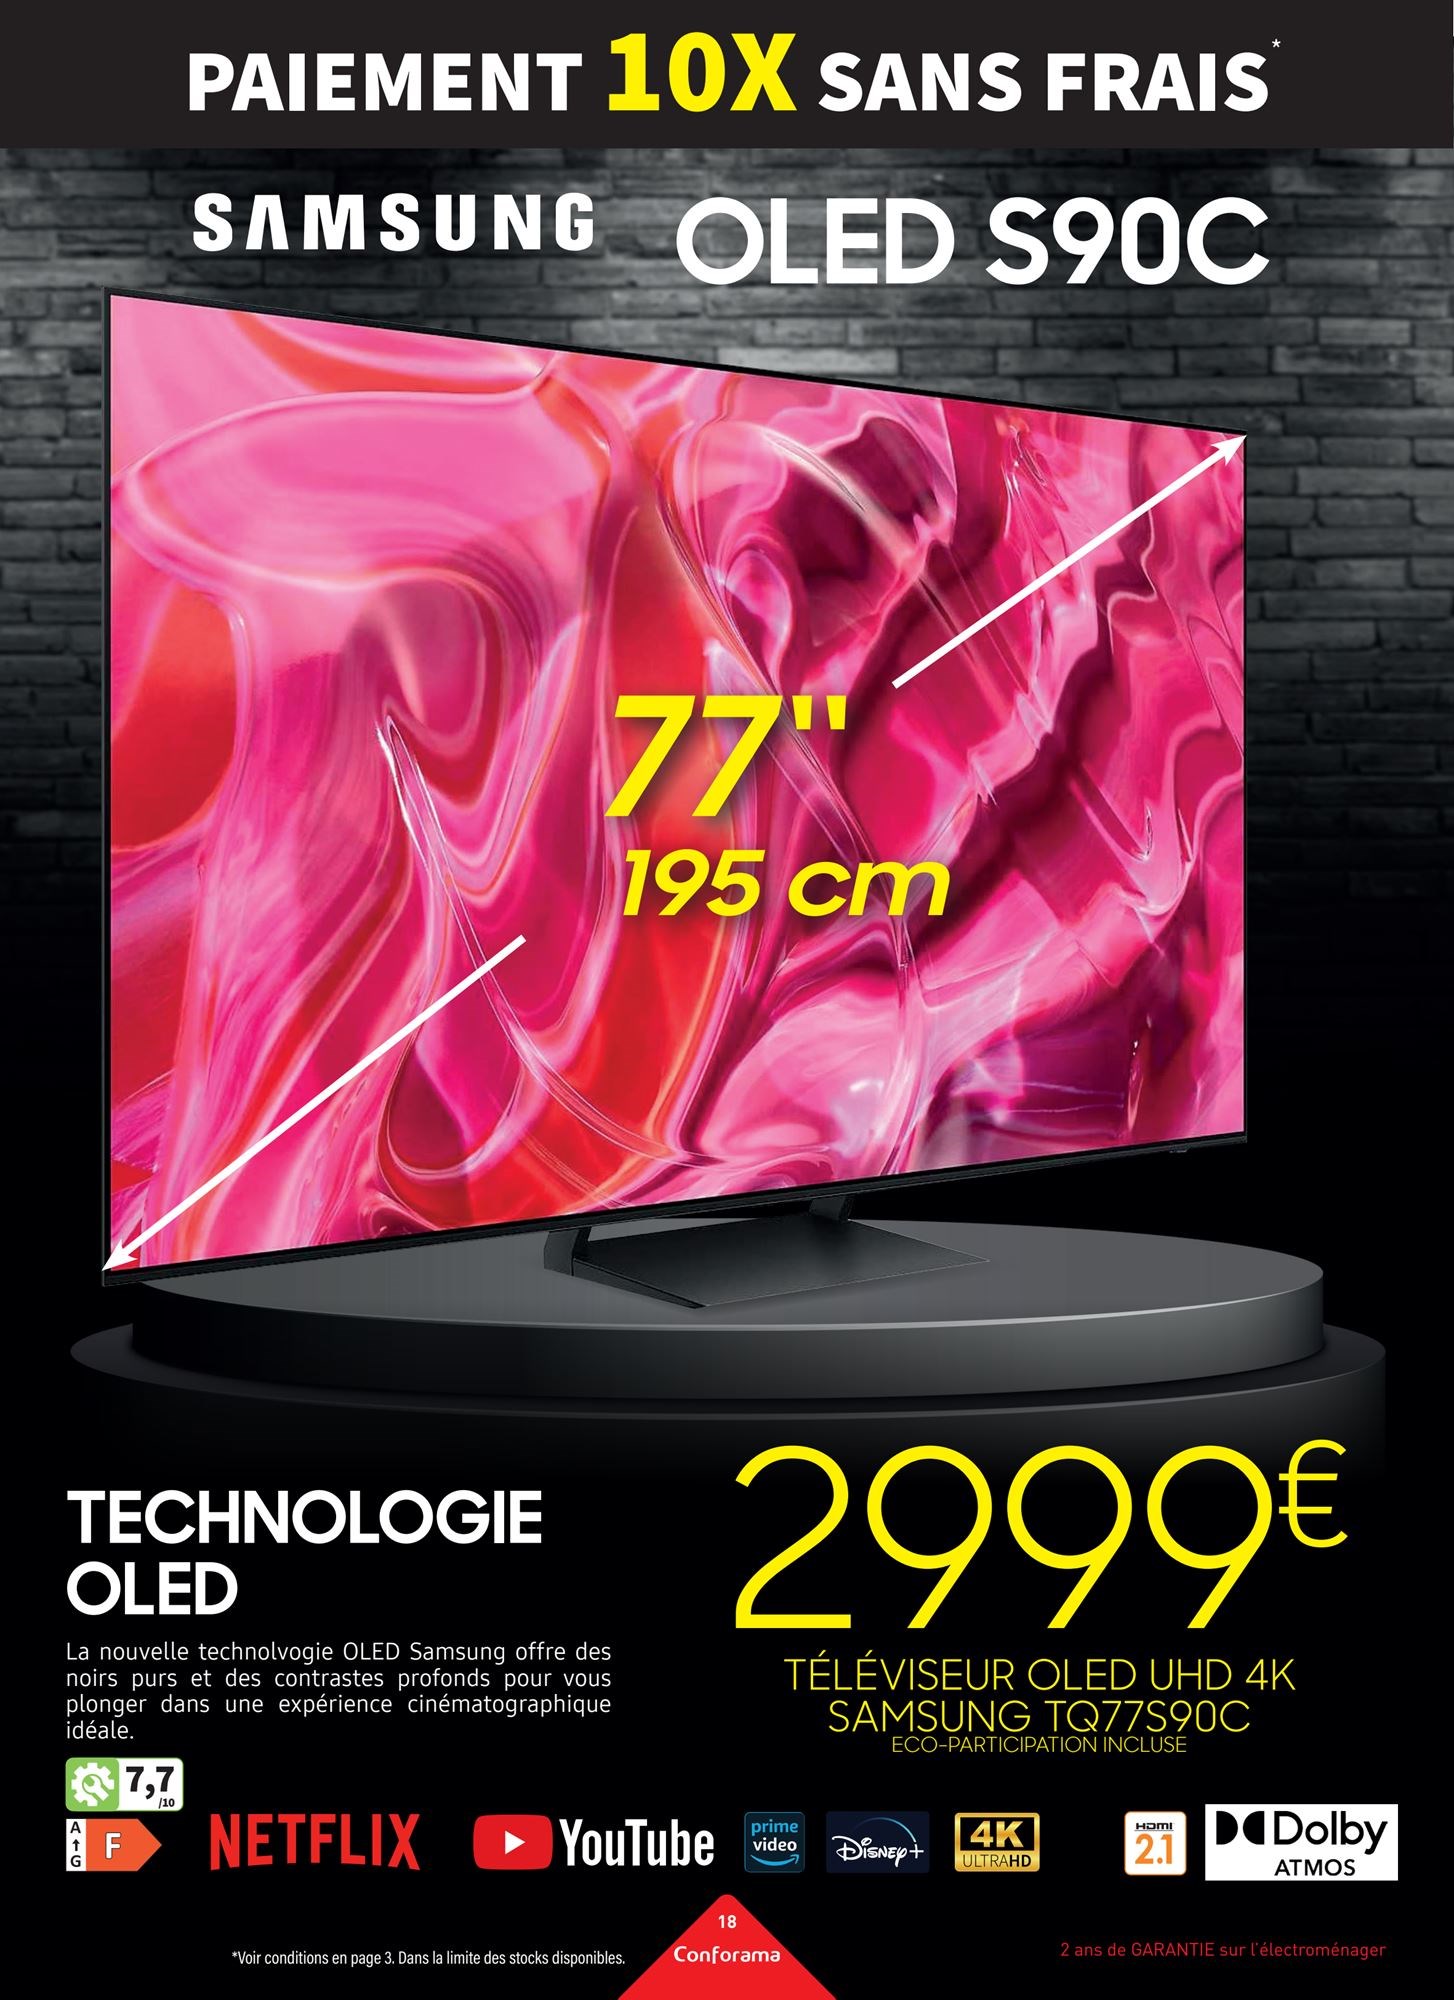 PAIEMENT 10X SANS FRAIS*
SAMSUNG OLED S90C
77"
195 cm
2999€
TECHNOLOGIE
OLED
La nouvelle technolvogie OLED Samsung offre des
noirs purs et des contrastes profonds pour vous
plonger dans une expérience cinématographique
idéale.
TÉLÉVISEUR OLED UHD 4K
SAMSUNG TQ77S90C
ECO-PARTICIPATION INCLUSE
7,7
/10
A
G
F
NETFLIX
YouTube
prime
video
Disney+
4K
ULTRAHD
HDMI
2.1
Dolby
ATMOS
18
Conforama
*Voir conditions en page 3. Dans la limite des stocks disponibles.
2 ans de GARANTIE sur l'électroménager